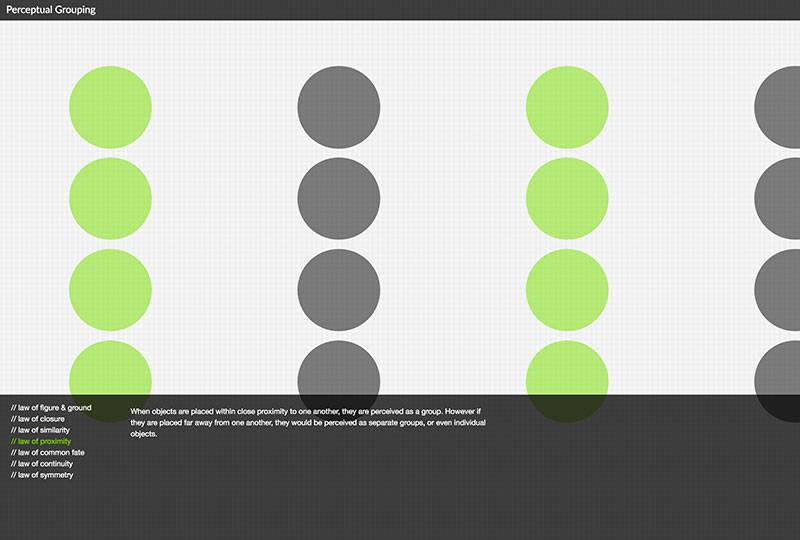 Perceptual Grouping
// law of figure & ground
// law of closure
// law of similarity
// law of proximity
// law of common fate
// law of continuity
// law of symmetry
When objects are placed within close proximity to one another, they are perceived as a group. However if
they are placed far away from one another, they would be perceived as separate groups, or even individual
objects.